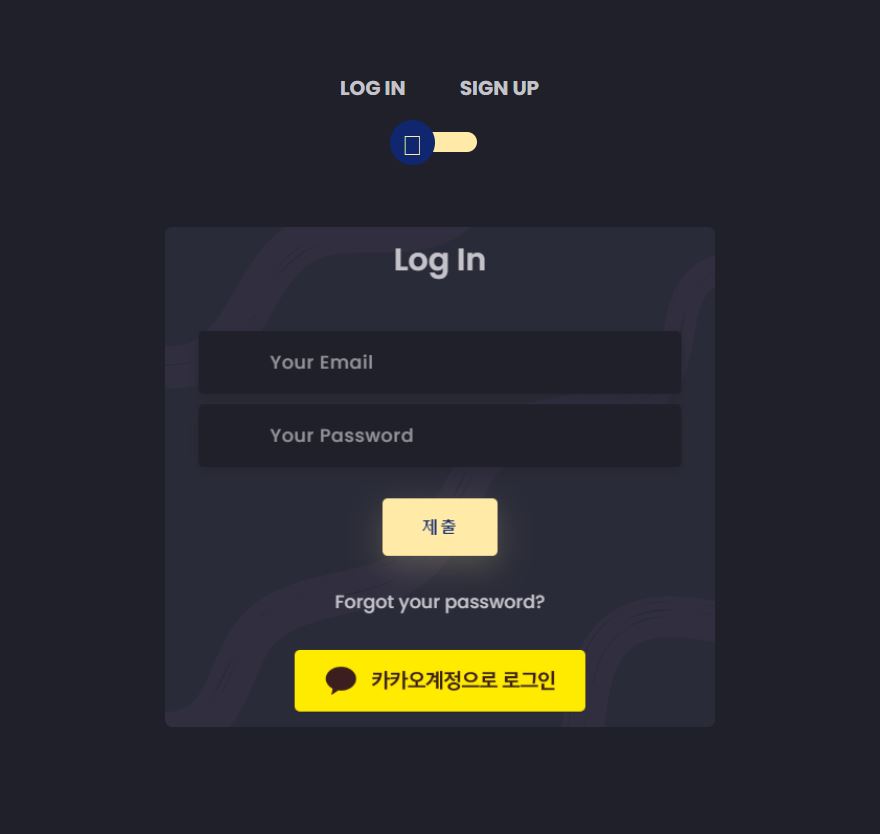 LOG IN SIGN UP
Log In
Your Email
Your Password
제출
Forgot your password?
카카오계정으로 로그인